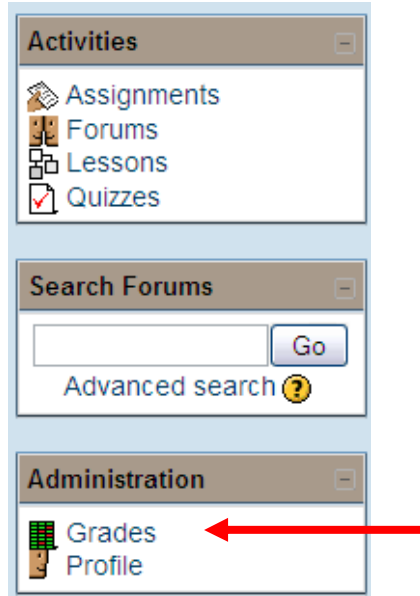 Activities
Assignments
Forums
Lessons
Quizzes
Search Forums
Go
Advanced search ?
Administration
Grades
Profile